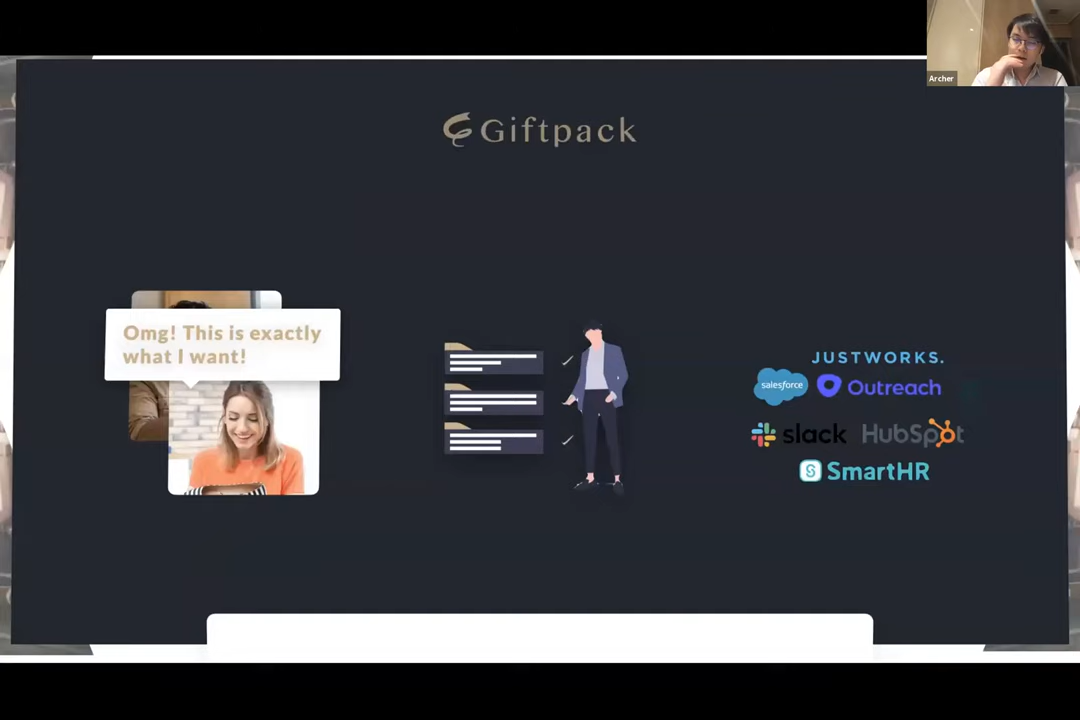 Archer
Giftpack
Omg! This is exactly
what I want!
JUSTWORKS.
salesforce
Outreach
slack
HubSpot
SmartHR